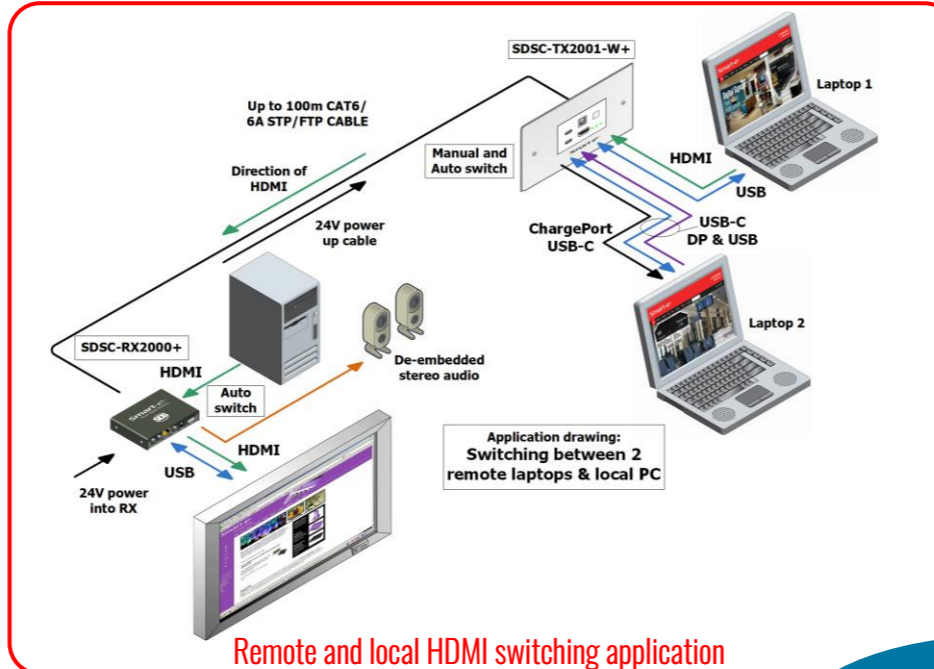 SDSC-TX2001-W+
Laptop 1
Up to 100m CAT6/
6A STP/FTP CABLE
Manual and
Auto switch
HDMI
USB
Direction of
HDMI
24V power
up cable
ChargePort
USB-C
USB-C
DP & USB
Laptop 2
SDSC-RX2000+
HDMI
Auto
switch
De-embedded
stereo audio
Smart-e
HDMI
USB
24V power
into RX
Application drawing:
Switching between 2
remote laptops & local PC
Remote and local HDMI switching application